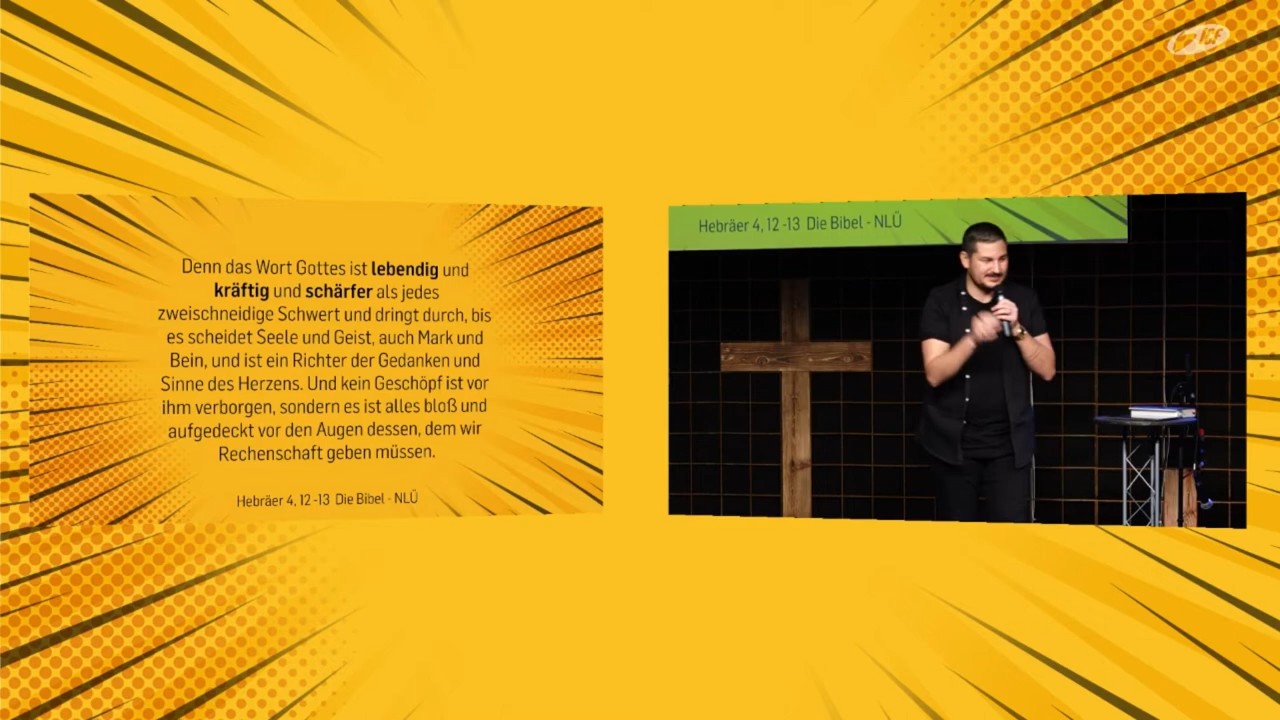 ICF
Denn das Wort Gottes ist lebendig und
kräftig und schärfer als jedes
zweischneidige Schwert und dringt durch, bis
es scheidet Seele und Geist, auch Mark und
Bein, und ist ein Richter der Gedanken und
Sinne des Herzens. Und kein Geschöpf ist vor
ihm verborgen, sondern es ist alles bloß und
aufgedeckt vor den Augen dessen, dem wir
Rechenschaft geben müssen.
Hebräer 4, 12 -13 Die Bibel - NLÜ
Hebräer 4, 12 -13 Die Bibel - NLÜ